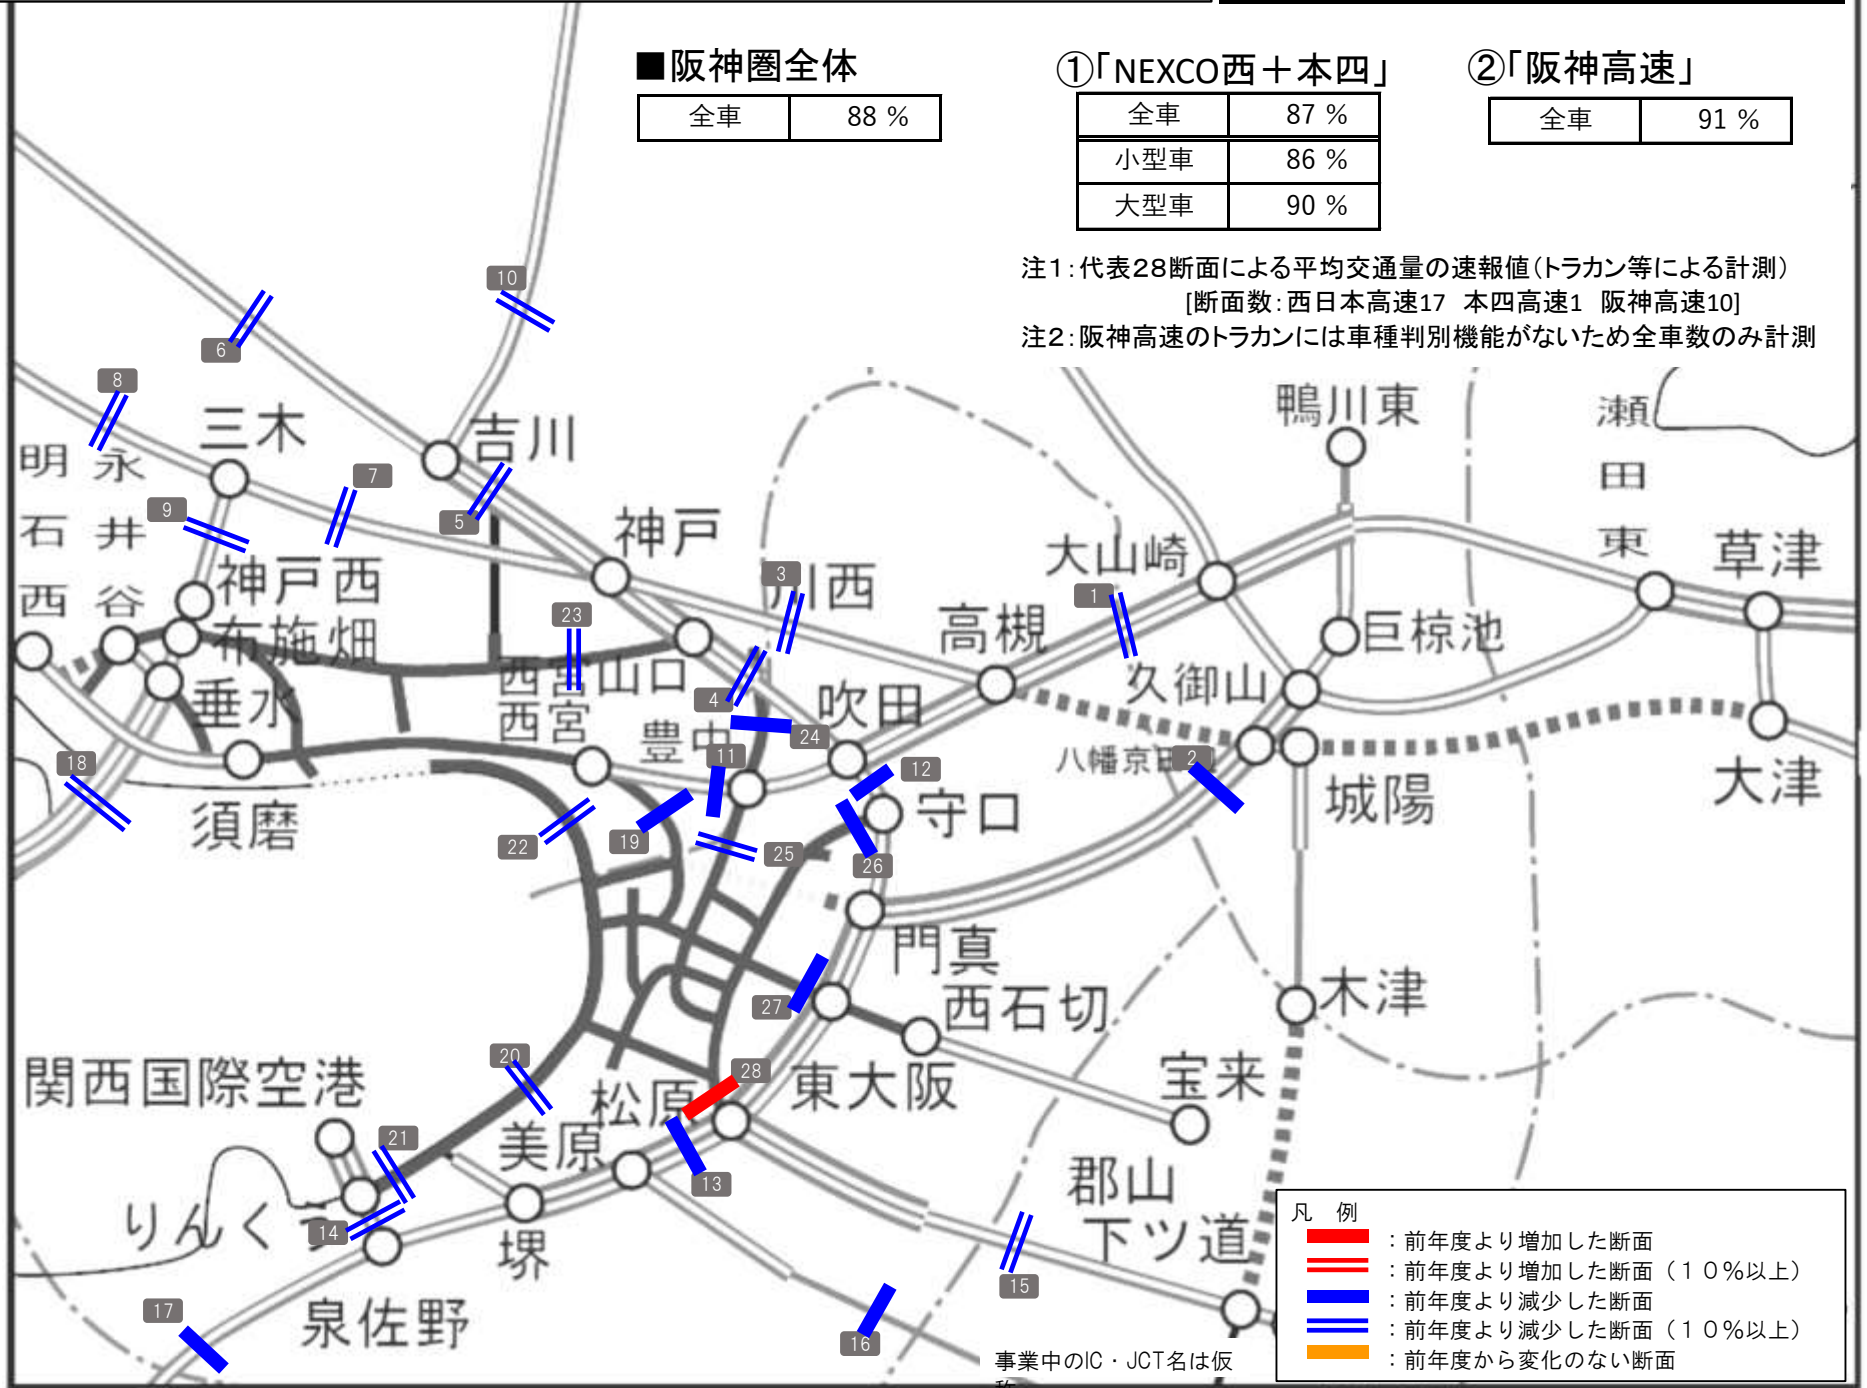 ■阪神圏全体
全車 88 %
①「NEXCO西＋本四」
全車 87 %
小型車 86 %
大型車 90 %
②「阪神高速」
全車 91 %
注１：代表２８断面による平均交通量の速報値（トラカン等による計測）
[断面数：西日本高速17 本四高速1 阪神高速10]
注２：阪神高速のトラカンには車種判別機能がないため全車数のみ計測
10
6
8
三木
吉川
鴨川東
瀬田東
明石西
永井谷
7
9
5
神戸
大山崎
草津
神戸西
3
川西
1
高槻
23
布施畑
巨椋池
西宮山口
久御山
垂水
4
吹田
西宮
豊中
24
11
12
八幡京田辺
2
18
城陽
大津
須磨
守口
22
19
25
26
門真
27
西石切
木津
関西国際空港
20
28
東大阪
宝来
松原
美原
21
13
郡山
下ツ道
りんくう
14
堺
15
17
泉佐野
16
事業中のIC・JCT名は仮
称
凡 例
：前年度より増加した断面
：前年度より増加した断面（１０％以上）
：前年度より減少した断面
：前年度より減少した断面（１０％以上）
：前年度から変化のない断面